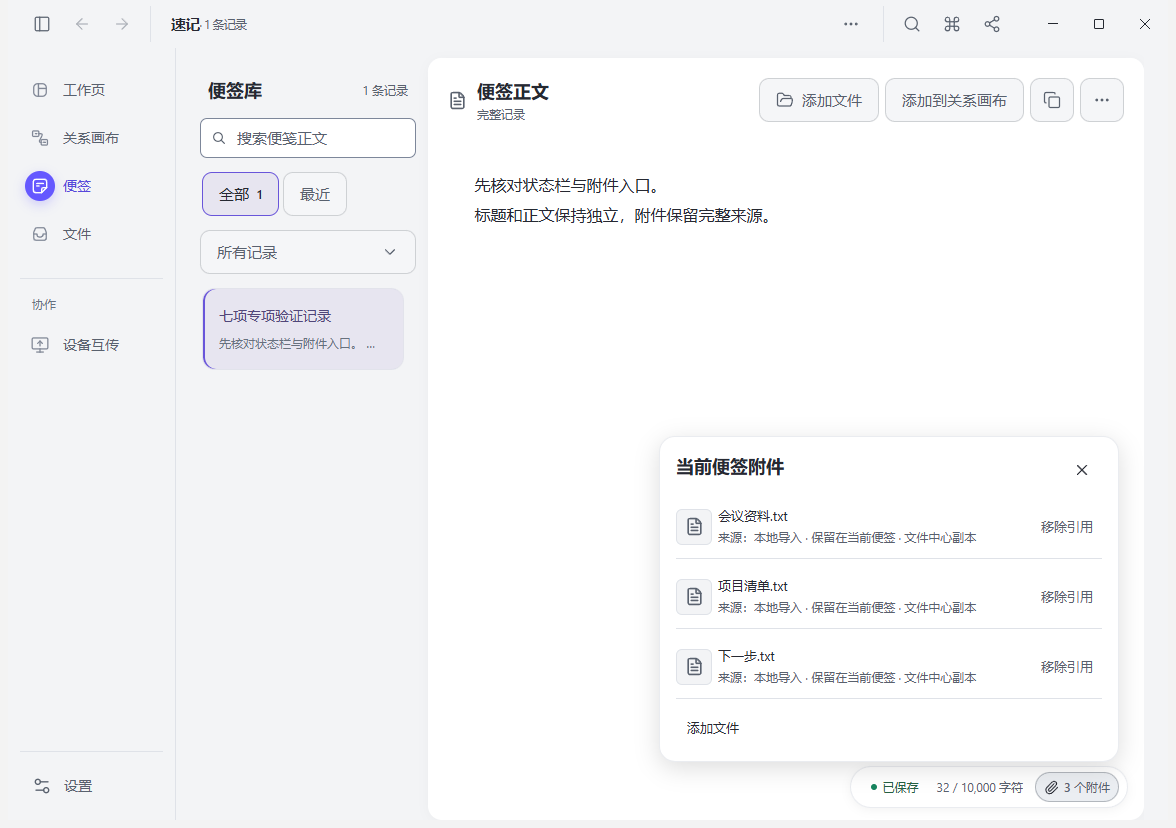 速记 1 条记录
工作页
关系画布
便签
文件
协作
设备互传
设置
便签库 1 条记录
搜索便笺正文
全部 1 最近
所有记录
七项专项验证记录
先核对状态栏与附件入口。 ...
便签正文
完整记录
添加文件 添加到关系画布
先核对状态栏与附件入口。
标题和正文保持独立，附件保留完整来源。
当前便签附件
会议资料.txt
来源：本地导入 · 保留在当前便签 · 文件中心副本
移除引用
项目清单.txt
来源：本地导入 · 保留在当前便签 · 文件中心副本
移除引用
下一步.txt
来源：本地导入 · 保留在当前便签 · 文件中心副本
移除引用
添加文件
已保存 32 / 10,000 字符 3 个附件